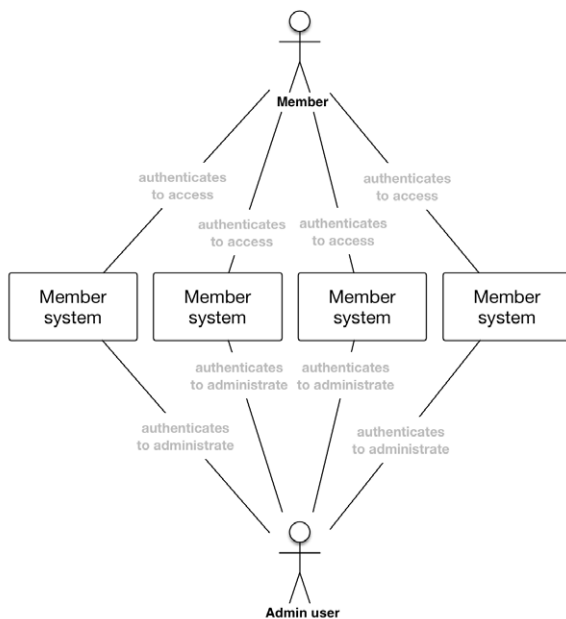 Member
authenticates
to access
authenticates
to access
authenticates
to access
authenticates
to access
Member
system
Member
system
Member
system
Member
system
authenticates
to administrate
authenticates
to administrate
authenticates
to administrate
authenticates
to administrate
Admin user